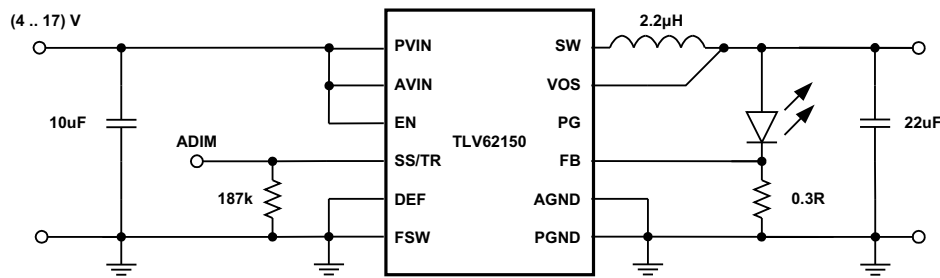 (4 .. 17) V
2.2µH
PVIN
SW
AVIN
VOS
10uF
EN
PG
22uF
ADIM
TLV62150
SS/TR
FB
187k
DEF
AGND
0.3R
FSW
PGND